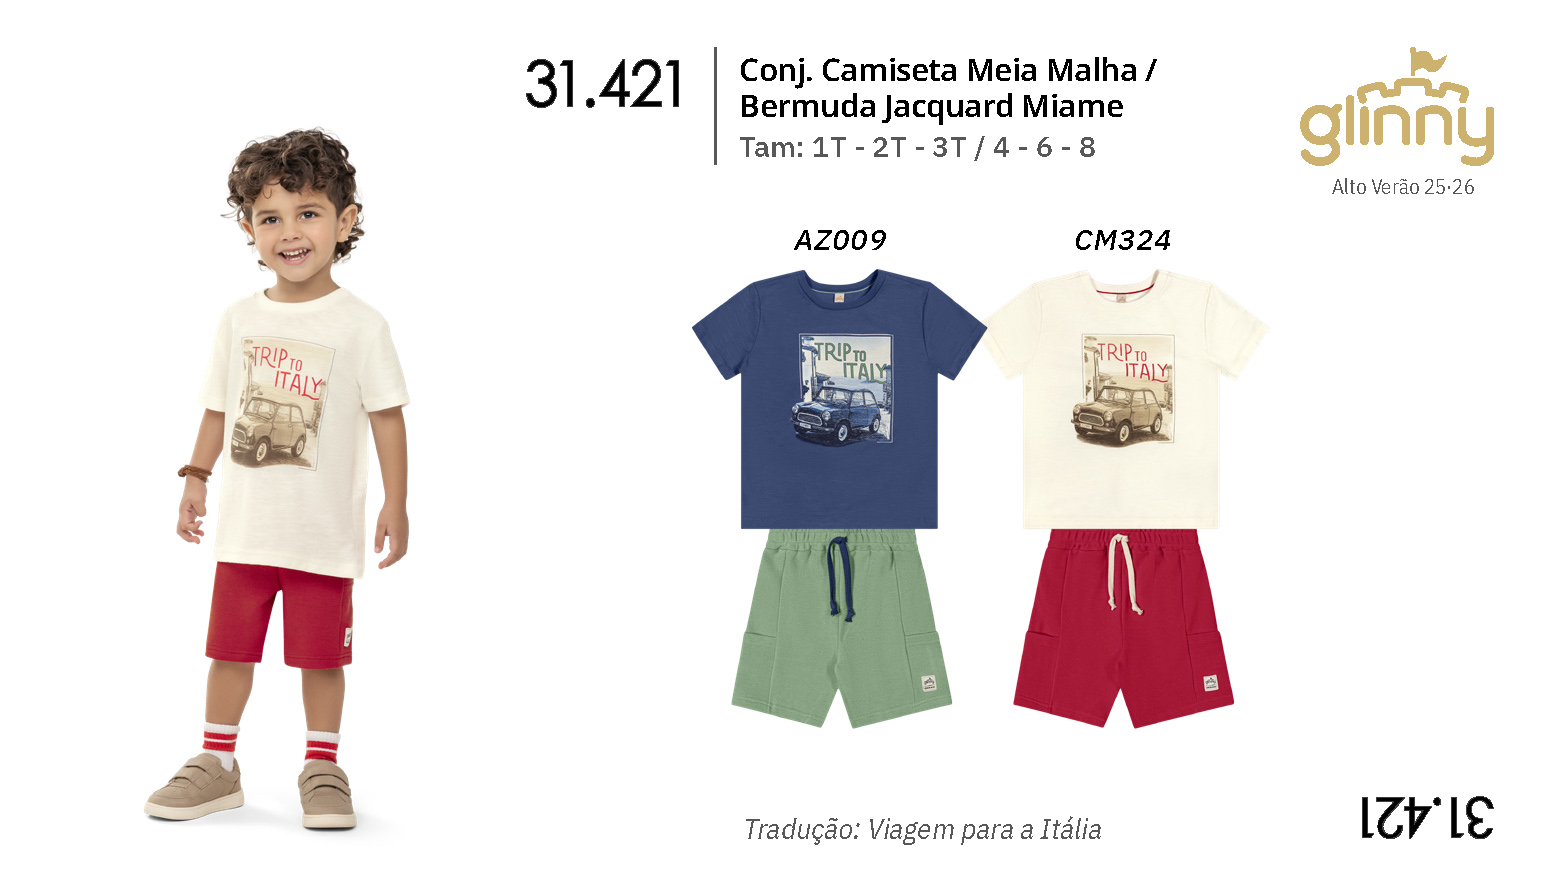 31.421
Conj. Camiseta Meia Malha /
Bermuda Jacquard Miame
Tam: 1T - 2T - 3T / 4 - 6 - 8
glinny
Alto Verão 25·26
AZ009
CM324
TRIP TO
ITALY
TRIP TO
ITALY
TRIP TO
ITALY
Tradução: Viagem para a Itália
31.421